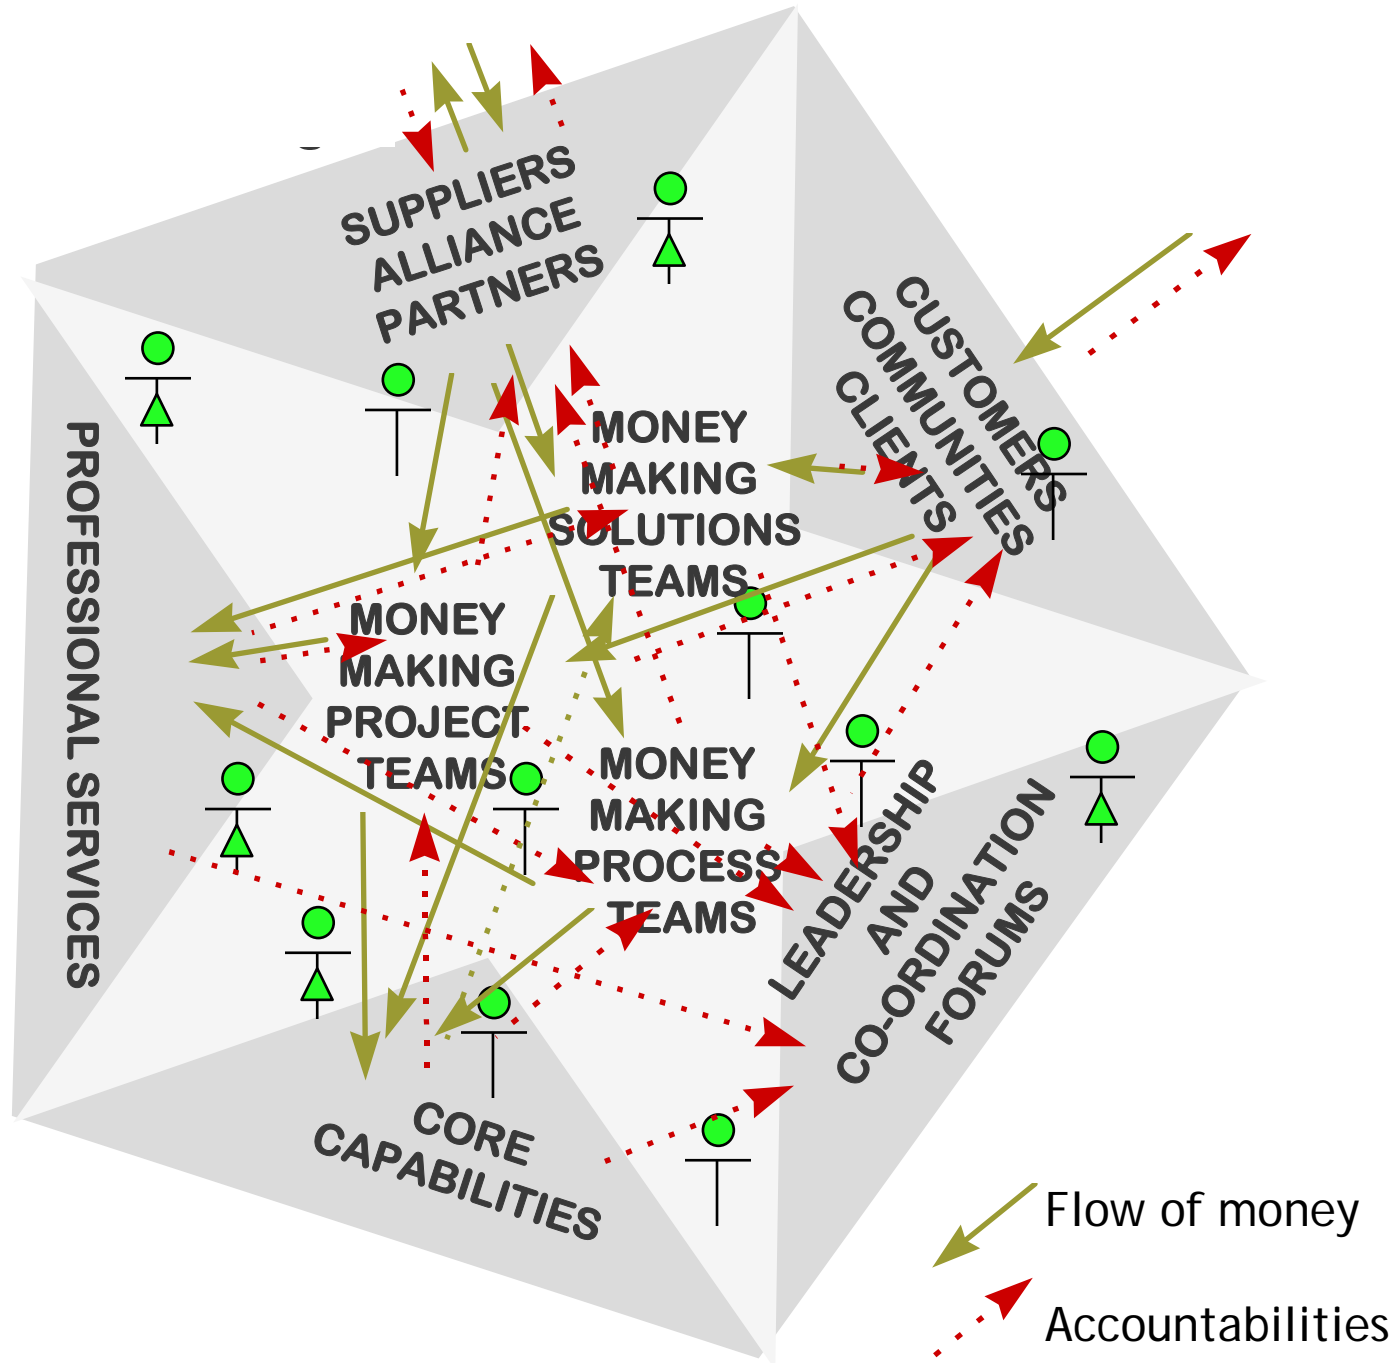 SUPPLIERS
ALLIANCE
PARTNERS
CUSTOMERS
COMMUNITIES
CLIENTS
MONEY
MAKING
SOLUTIONS
TEAMS
PROFESSIONAL SERVICES
MONEY
MAKING
PROJECT
TEAMS
MONEY
MAKING
PROCESS
TEAMS
LEADERSHIP
AND
CO-ORDINATION
FORUMS
CORE
CAPABILITIES
Flow of money
Accountabilities